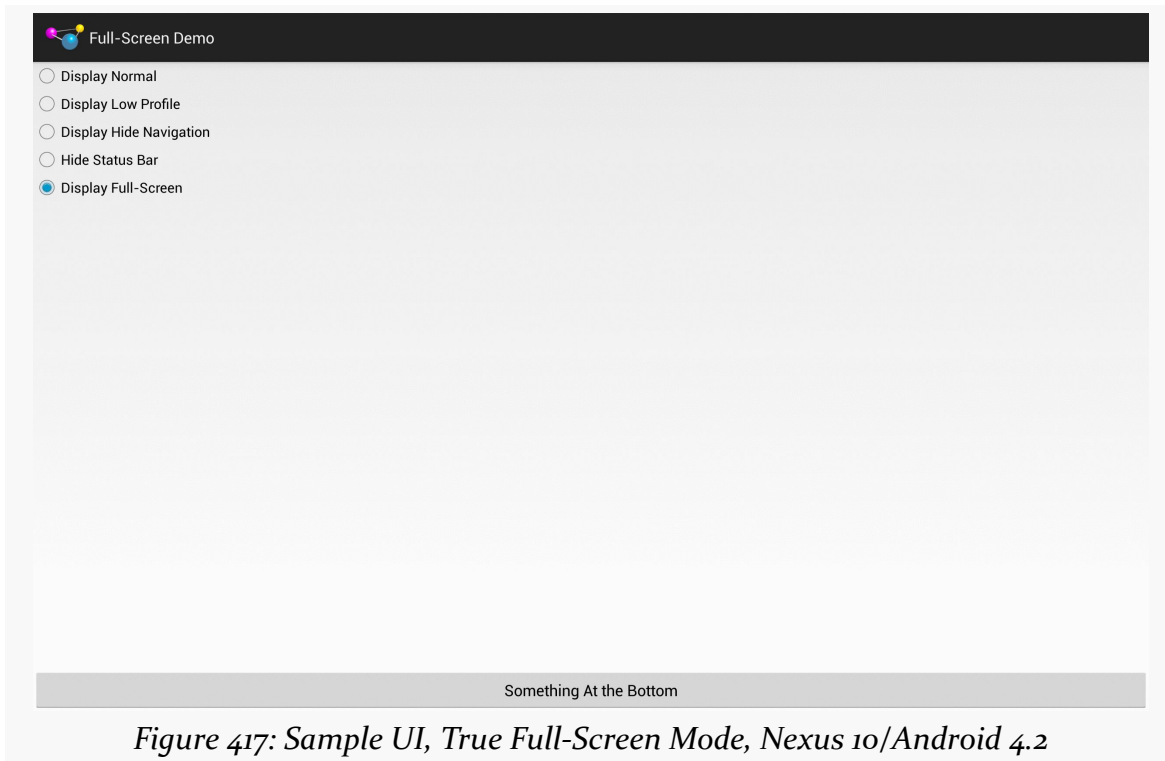 Full-Screen Demo
Display Normal
Display Low Profile
Display Hide Navigation
Hide Status Bar
Display Full-Screen
Something At the Bottom
Figure 417: Sample UI, True Full-Screen Mode, Nexus 10/Android 4.2